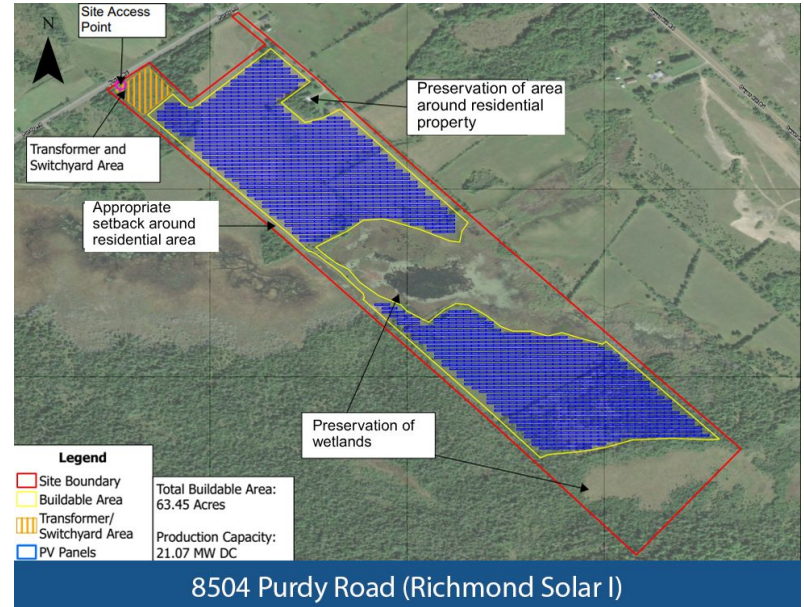 Site Access
Point
N
Transformer and
Switchyard Area
Preservation of area
around residential
property
Appropriate
setback around
residential area
Preservation of
wetlands
Legend
Site Boundary
Buildable Area
Transformer/
Switchyard Area
PV Panels
Total Buildable Area:
63.45 Acres
Production Capacity:
21.07 MW DC
8504 Purdy Road (Richmond Solar I)